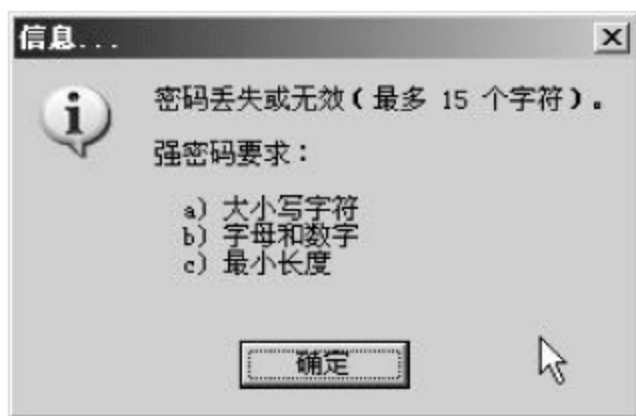 信息...
密码丢失或无效(最多 15 个字符)。
强密码要求:
a) 大小写字符
b) 字母和数字
c) 最小长度
确定